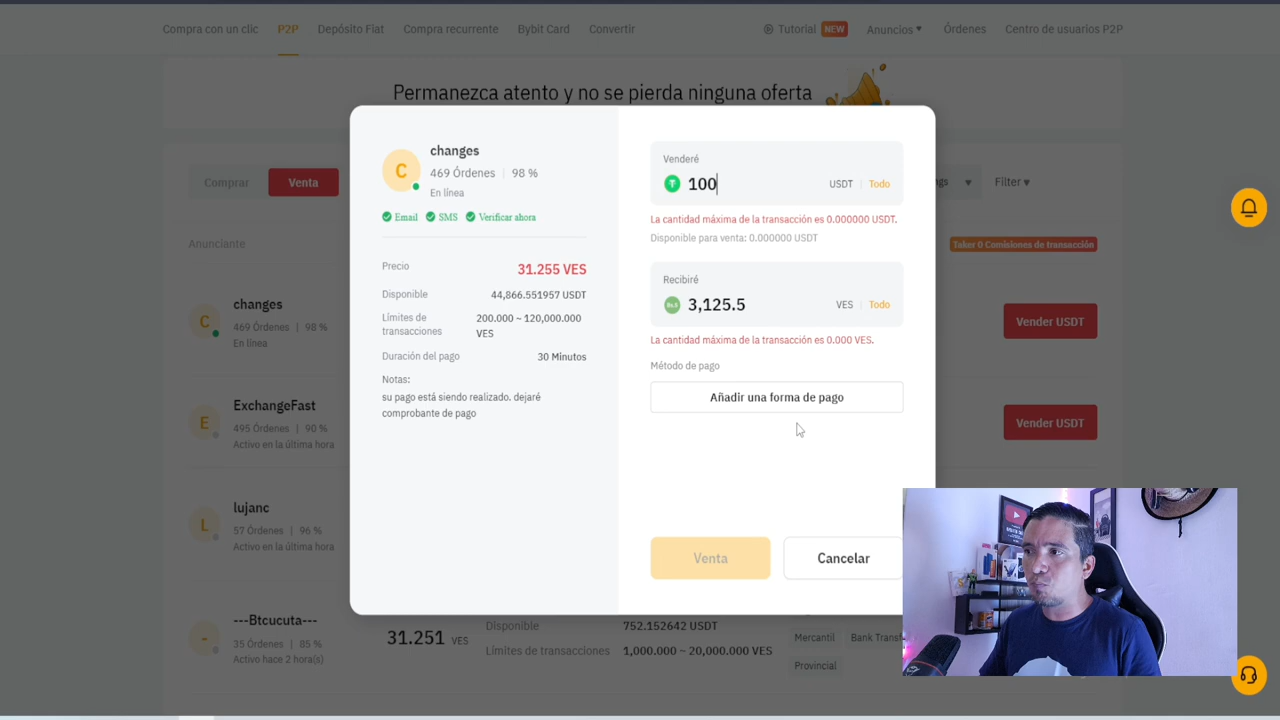 Compra con un clic P2P Depósito Fiat Compra recurrente Bybit Card Convertir Tutorial NEW Anuncios Órdenes Centro de usuarios P2P
Permanezca atento y no se pierda ninguna oferta
Comprar Venta
Filter
Anunciante
Taker 0 Comisiones de transacción
C
changes
469 Órdenes | 98 %
En línea
Vender USDT
E
ExchangeFast
495 Órdenes | 90 %
Activo en la última hora
Vender USDT
L
lujanc
57 Órdenes | 96 %
Activo en la última hora
-
---Btcucuta---
35 Órdenes | 85 %
Activo hace 2 hora(s)
31.251 VES
Disponible 752.152642 USDT
Límites de transacciones 1,000.000 ~ 20,000.000 VES
Mercantil Bank Transf
Provincial
C
changes
469 Órdenes | 98 %
En línea
Email SMS Verificar ahora
Precio 31.255 VES
Disponible 44,866.551957 USDT
Límites de transacciones 200.000 ~ 120,000.000 VES
Duración del pago 30 Minutos
Notas:
su pago está siendo realizado. dejaré
comprobante de pago
Venderé
100 USDT | Todo
La cantidad máxima de la transacción es 0.000000 USDT.
Disponible para venta: 0.000000 USDT
Recibiré
Bs.S 3,125.5 VES | Todo
La cantidad máxima de la transacción es 0.000 VES.
Método de pago
Añadir una forma de pago
Venta Cancelar